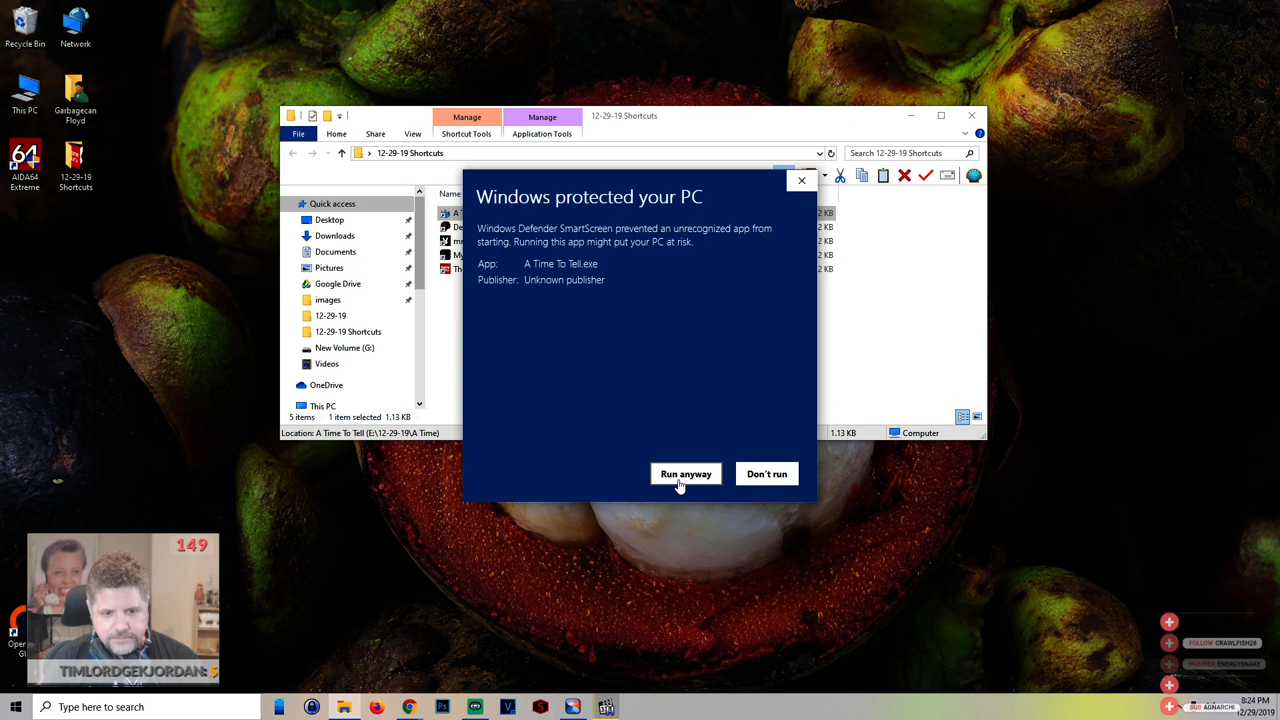 Recycle Bin
Network
This PC
Garbagecan
Floyd
64
AIDA64
Extreme
12-29-19
Shortcuts
Manage
Manage
12-29-19 Shortcuts
File
Home
Share
View
Shortcut Tools
Application Tools
12-29-19 Shortcuts
Search 12-29-19 Shortcuts
Quick access
Desktop
Downloads
Documents
Pictures
Google Drive
images
12-29-19
12-29-19 Shortcuts
New Volume (G:)
Videos
OneDrive
This PC
Name
2 KB
2 KB
2 KB
2 KB
2 KB
5 items
1 item selected 1.13 KB
Location: A Time To Tell (E:\12-29-19\A Time)
1.13 KB
Computer
Windows protected your PC
Windows Defender SmartScreen prevented an unrecognized app from
starting. Running this app might put your PC at risk.
App: A Time To Tell.exe
Publisher: Unknown publisher
Run anyway
Don't run
149
TIMLORDGEKJORDAN:
FOLLOW CRAWLFISH26
ENERGYSNAKE
SUB AGNARCHI
Type here to search
8:24 PM
12/29/2019